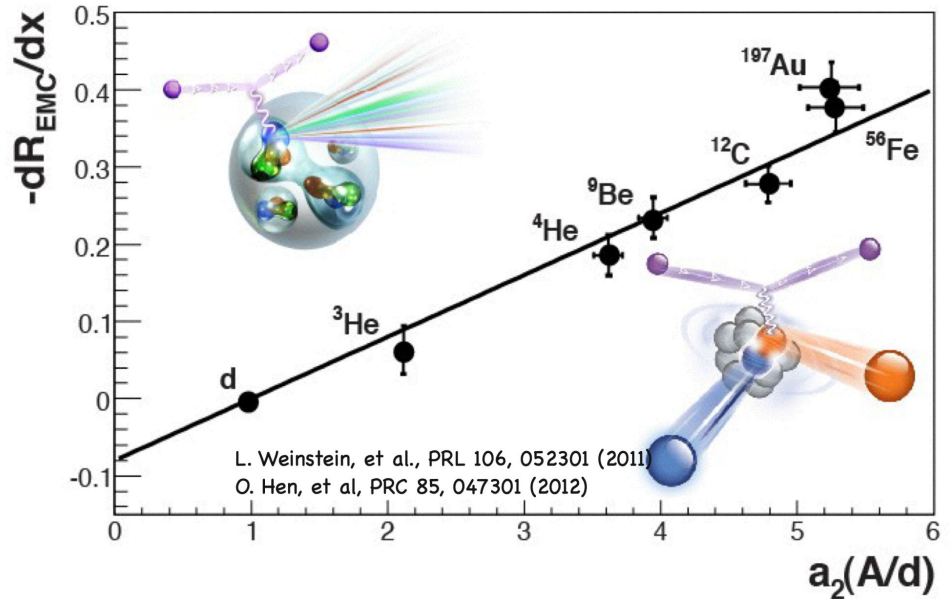 -dR_EMC/dx
0.5
0.4
0.3
0.2
0.1
0
-0.1
¹⁹⁷Au
⁵⁶Fe
¹²C
⁹Be
⁴He
³He
d
L. Weinstein, et al., PRL 106, 052301 (2011)
O. Hen, et al, PRC 85, 047301 (2012)
0 1 2 3 4 5 6
a₂(A/d)